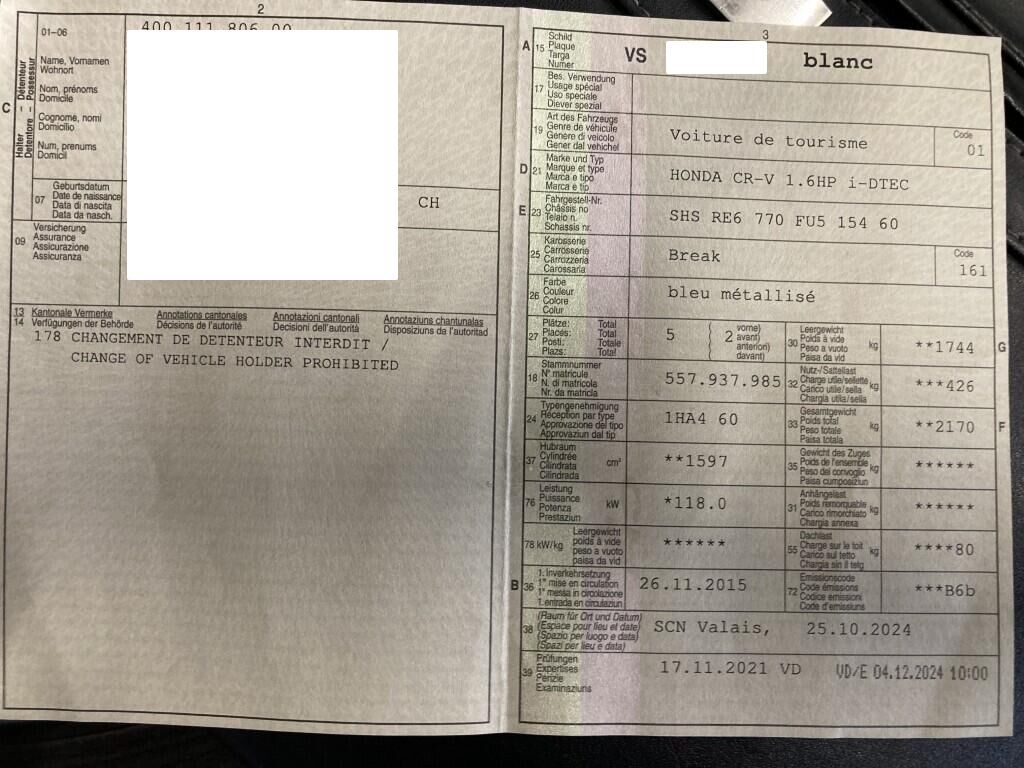 2
01-06
400 111 806 00
C
Halter – Détenteur
Detentore – Possessur
Name, Vornamen
Wohnort
Nom, prénoms
Domicile
Cognome, nomi
Domicilio
Num, prenums
Domicil
07
Geburtsdatum
Date de naissance
Data di nascita
Data da nasch.
CH
09
Versicherung
Assurance
Assicurazione
Assicuranza
13 Kantonale Vermerke Annotations cantonales Annotazioni cantonali Annotaziuns chantunalas
14 Verfügungen der Behörde Décisions de l'autorité Decisioni dell'autorità Disposiziuns da l'autoritad
178 CHANGEMENT DE DETENTEUR INTERDIT /
CHANGE OF VEHICLE HOLDER PROHIBITED
3
A 15
Schild
Plaque
Targa
Numer
VS blanc
17
Bes. Verwendung
Usage spécial
Uso speciale
Diever spezial
19
Art des Fahrzeugs
Genre de véhicule
Genere di veicolo
Gener dal vehichel
Voiture de tourisme
Code
01
D 21
Marke und Typ
Marque et type
Marca e tipo
Marca e tip
HONDA CR-V 1.6HP i-DTEC
E 23
Fahrgestell-Nr.
Châssis no
Telaio n.
Schassis nr.
SHS RE6 770 FU5 154 60
25
Karosserie
Carrosserie
Carrozzeria
Carossaria
Break
Code
161
26
Farbe
Couleur
Colore
Colur
bleu métallisé
27
Plätze: Total
Places: Total
Posti: Totale
Plazs: Total
5
2
vorne)
avant)
anteriori)
davant)
30
Leergewicht
Poids à vide
Peso a vuoto
Paisa da vid
kg
**1744
G
18
Stammnummer
N° matricule
N. di matricola
Nr. da matricla
557.937.985
32
Nutz-/Sattellast
Charge utile/sellette
Carico utile/sella
Chargia utila/sella
kg
***426
24
Typengenehmigung
Réception par type
Approvazione del tipo
Approvaziun dal tip
1HA4 60
33
Gesamtgewicht
Poids total
Peso totale
Paisa totala
kg
**2170
F
37
Hubraum
Cylindrée
Cilindrata
Cilindrada
cm³
**1597
35
Gewicht des Zuges
Poids de l'ensemble
Peso del convoglio
Paisa cumposiziun
kg
******
76
Leistung
Puissance
Potenza
Prestaziun
kW
*118.0
31
Anhängelast
Poids remorquable
Carico rimorchiato
Chargia annexa
kg
******
78 kW/kg
Leergewicht
poids à vide
peso a vuoto
paisa da vid
******
55
Dachlast
Charge sur le toit
Carico sul tetto
Chargia sin il tetg
kg
****80
B 36
1. Inverkehrsetzung
1re mise en circulation
1a messa in circolazione
1. entrada en circulaziun
26.11.2015
72
Emissionscode
Code émissions
Codice emissioni
Code d'emissiuns
***B6b
38
(Raum für Ort und Datum)
(Espace pour lieu et date)
(Spazio per luogo e data)
(Spazi per lieu e data)
SCN Valais, 25.10.2024
39
Prüfungen
Expertises
Perizie
Examinaziuns
17.11.2021 VD VD/E 04.12.2024 10:00